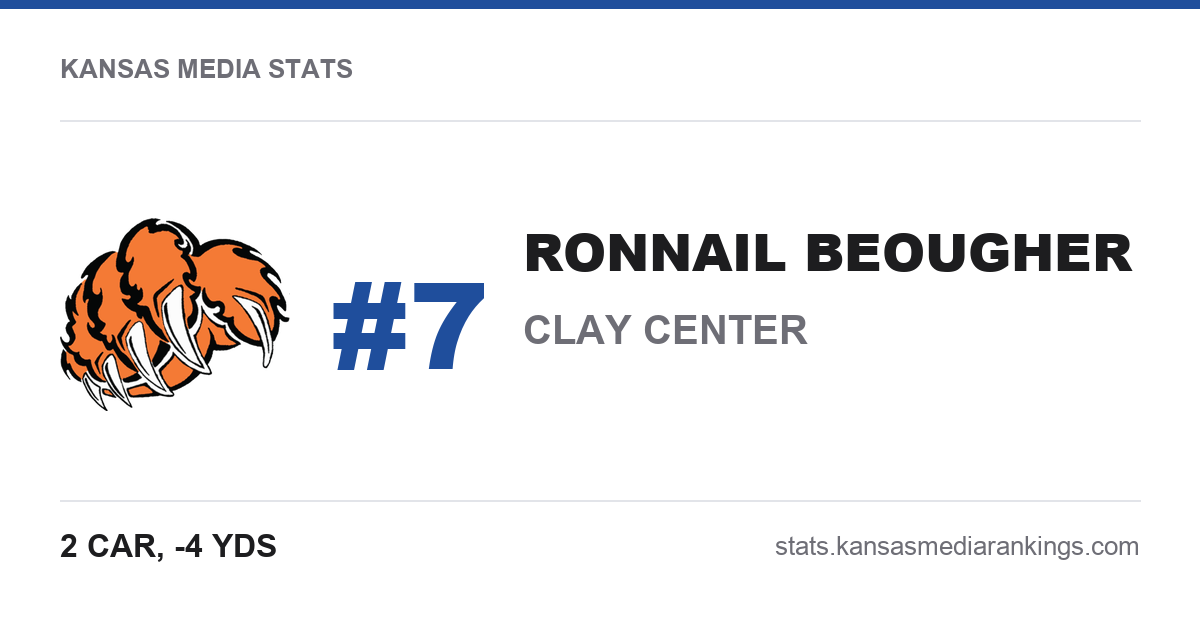 KANSAS MEDIA STATS
#7
RONNAIL BEOUGHER
CLAY CENTER
2 CAR, -4 YDS
stats.kansasmediarankings.com